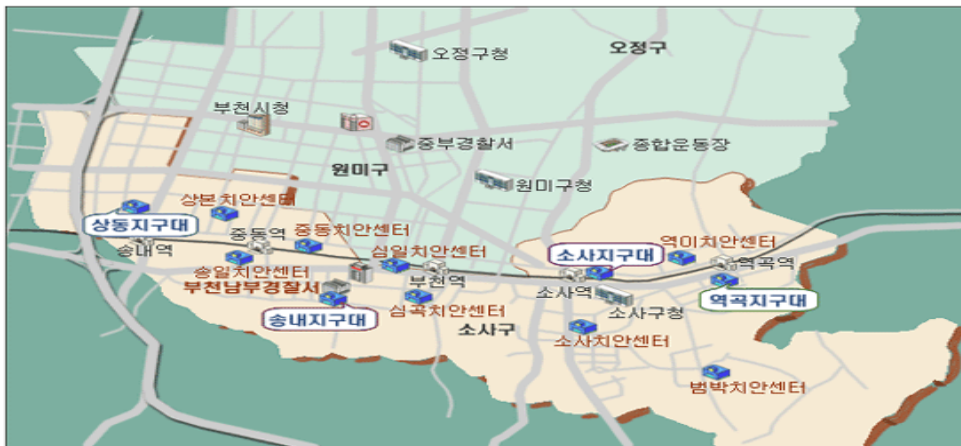 오정구청
오정구
부천시청
중부경찰서
종합운동장
원미구
원미구청
상본치안센터
상동지구대
중동역
중동치안센터
송내역
심일치안센터
소사지구대
역미치안센터
송일치안센터
부천역
역곡역
부천남부경찰서
소사역
역곡지구대
송내지구대
심곡치안센터
소사구청
소사구
소사치안센터
범박치안센터